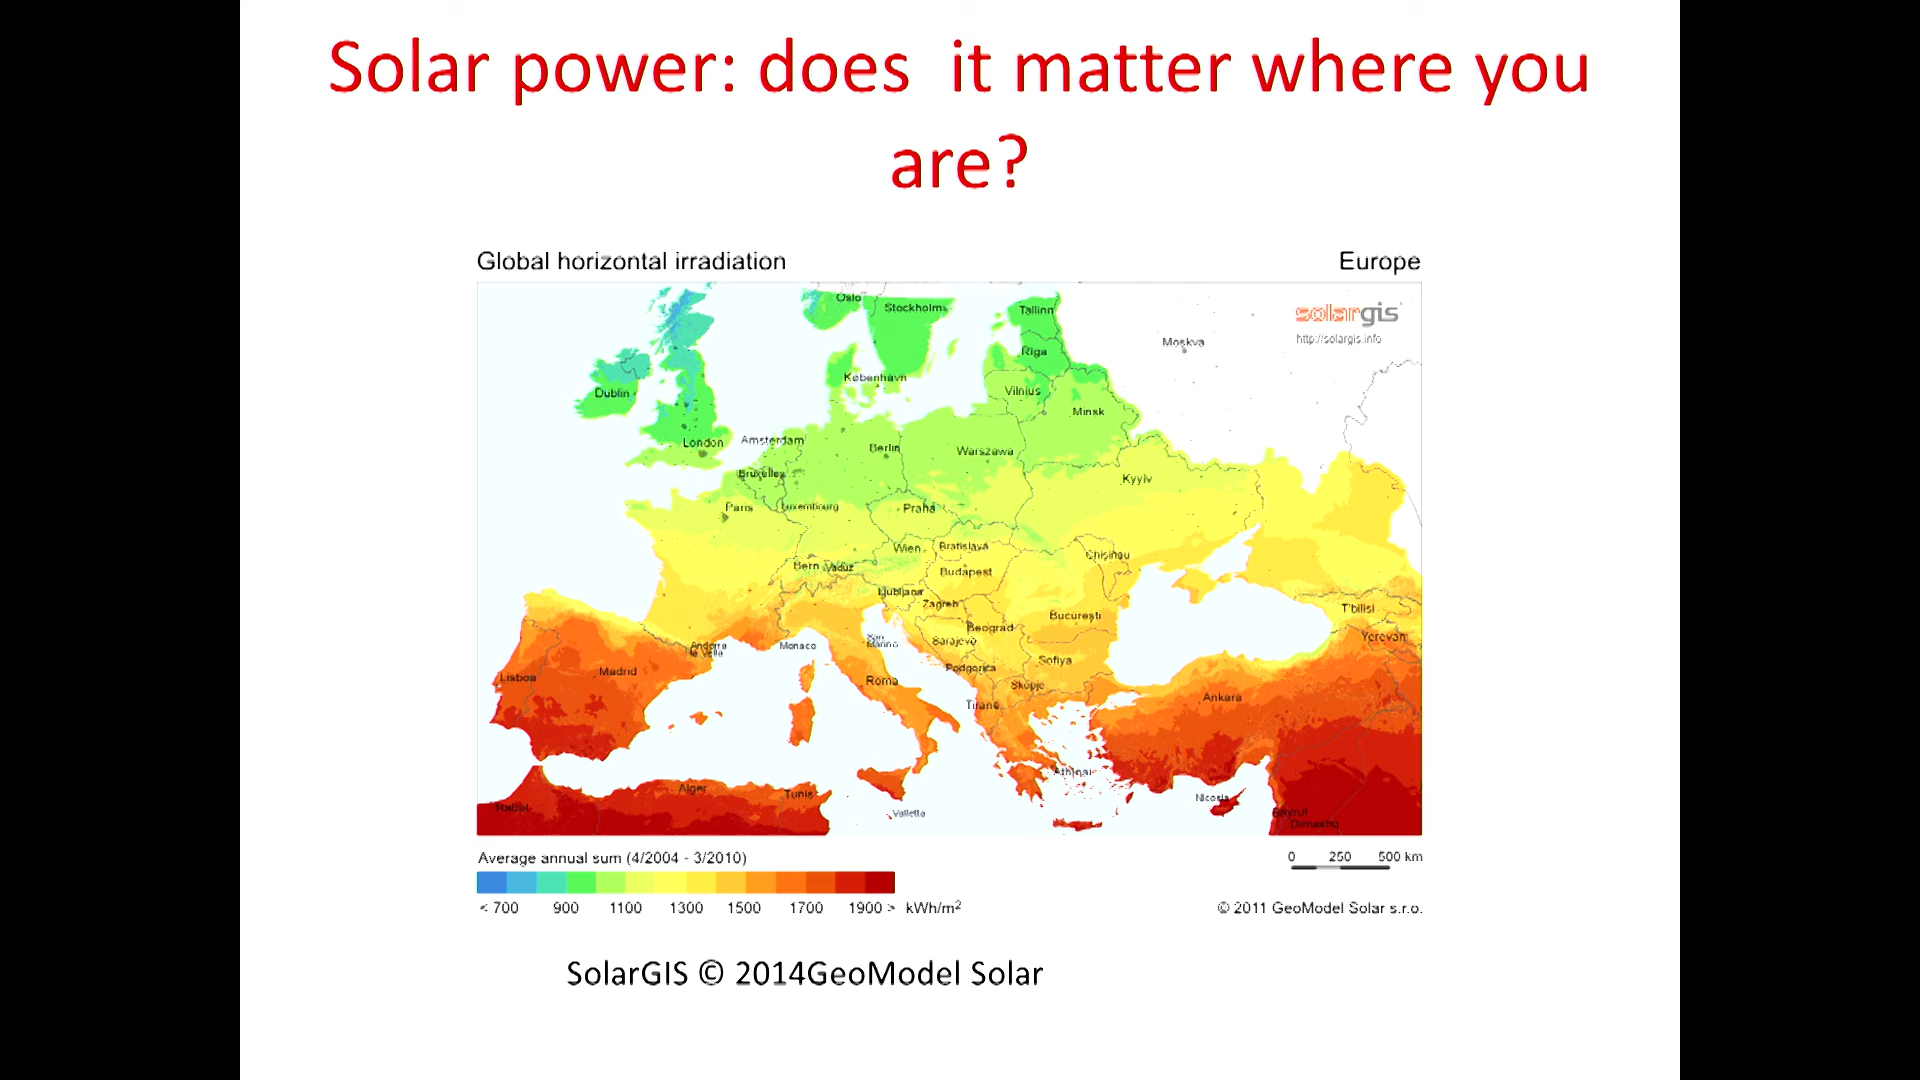 Solar power: does it matter where you
are?
Global horizontal irradiation
Europe
solargis
http://solargis.info
Oslo
Stockholm
Tallinn
Moskva
Riga
København
Vilnius
Dublin
Minsk
London
Amsterdam
Berlin
Warszawa
Bruxelles
Kyyiv
Paris
Luxembourg
Praha
Wien
Bratislava
Chisinau
Bern
Vaduz
Budapest
Ljubljana
Zagreb
T'bilisi
Bucureşti
Beograd
Yerevan
San
Marino
Sarajevo
Andorra
la Vella
Monaco
Sofiya
Podgorica
Madrid
Lisboa
Roma
Skopje
Ankara
Tiranë
Athinai
Alger
Tunis
Nicosia
Rabat
Valletta
Bayrut
Dimashq
Average annual sum (4/2004 - 3/2010)
0 250 500 km
< 700 900 1100 1300 1500 1700 1900 > kWh/m²
© 2011 GeoModel Solar s.r.o.
SolarGIS © 2014GeoModel Solar